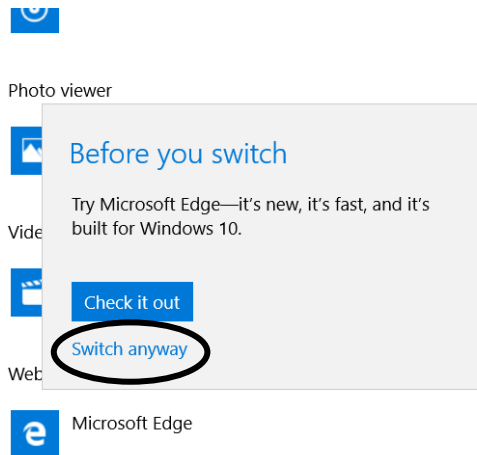 Photo viewer
Before you switch
Try Microsoft Edge—it's new, it's fast, and it's
built for Windows 10.
Vide
Check it out
Switch anyway
Web
Microsoft Edge